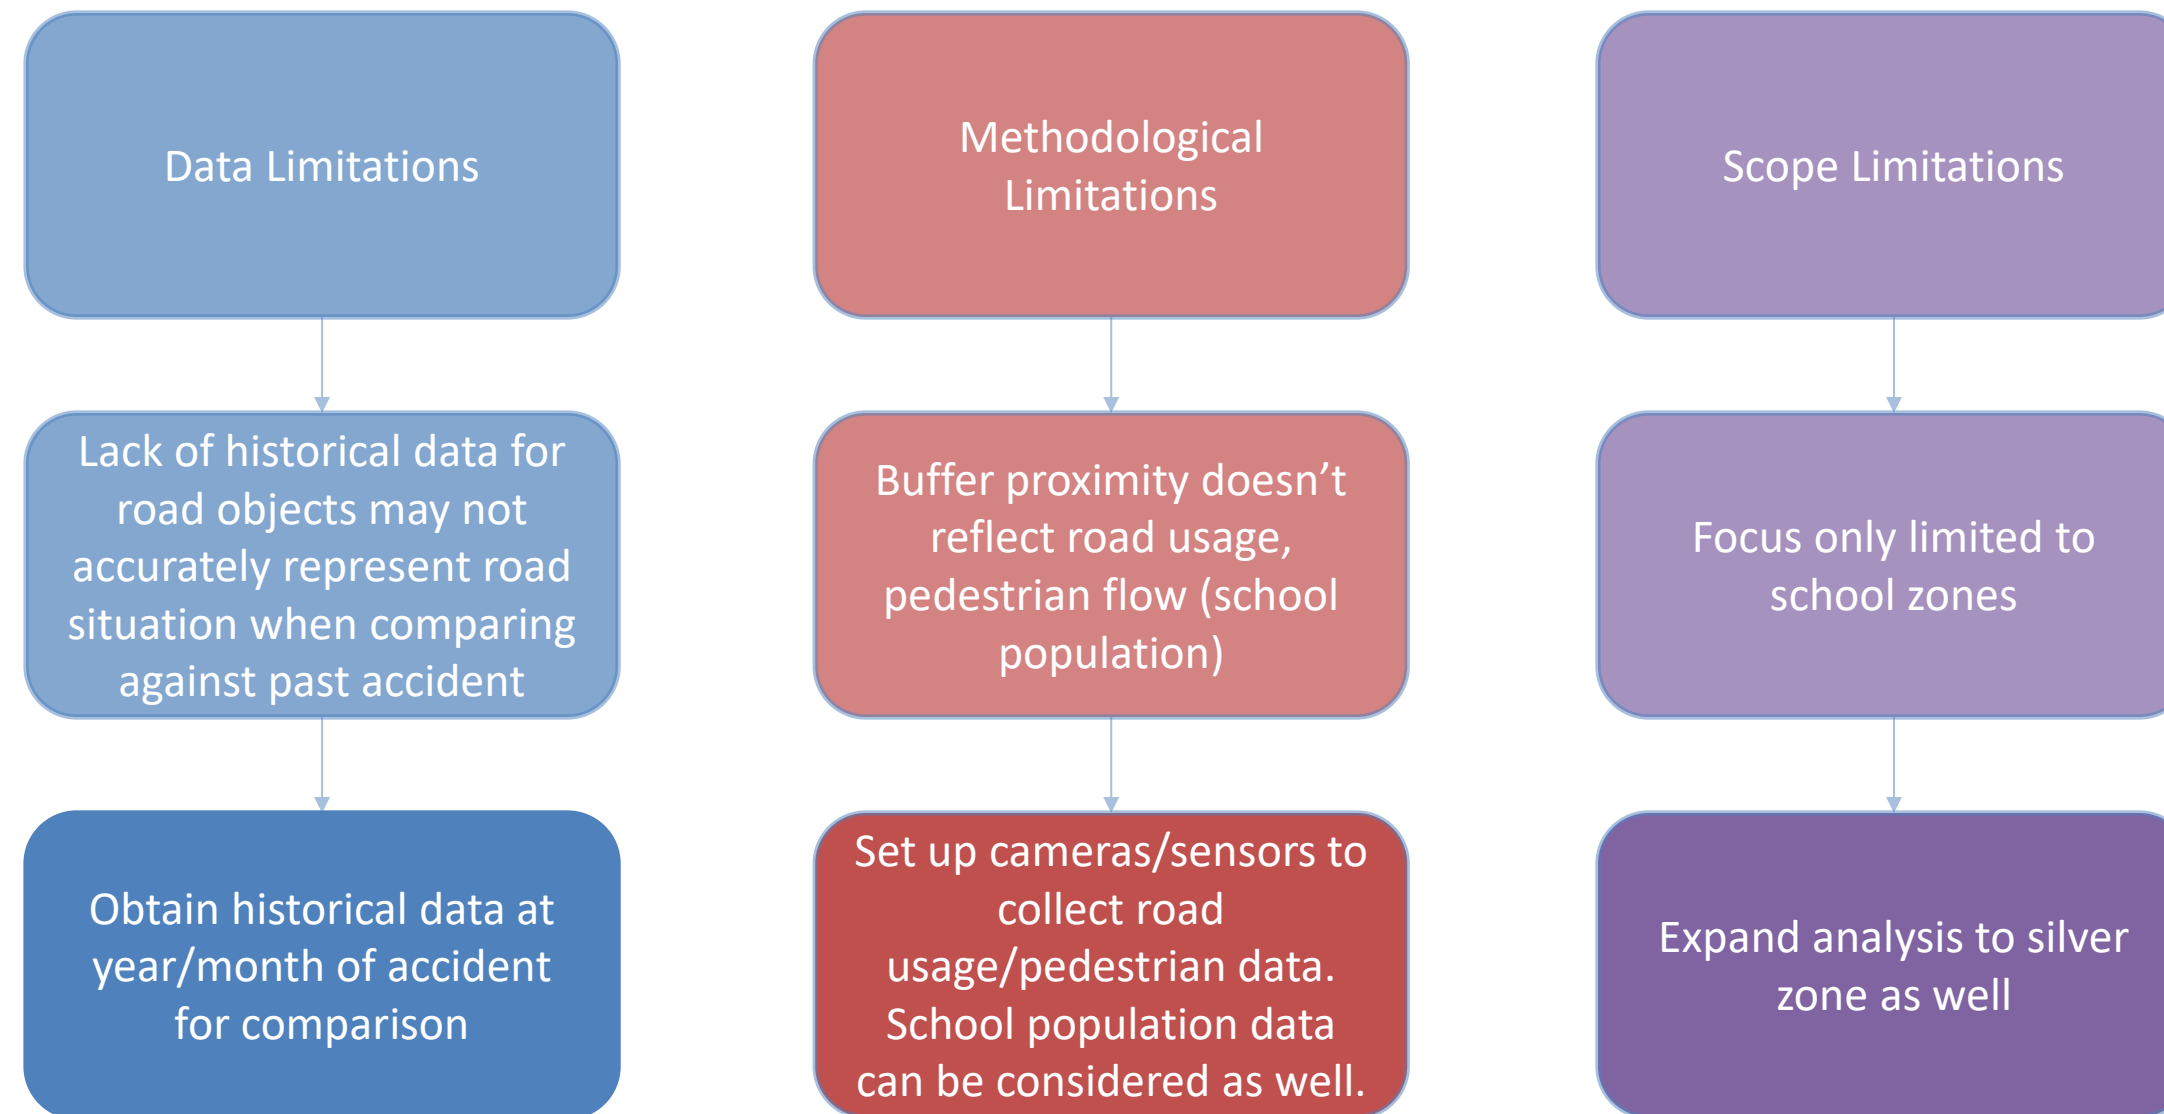 Data Limitations
Methodological
Limitations
Scope Limitations
Lack of historical data for
road objects may not
accurately represent road
situation when comparing
against past accident
Buffer proximity doesn’t
reflect road usage,
pedestrian flow (school
population)
Focus only limited to
school zones
Obtain historical data at
year/month of accident
for comparison
Set up cameras/sensors to
collect road
usage/pedestrian data.
School population data
can be considered as well.
Expand analysis to silver
zone as well